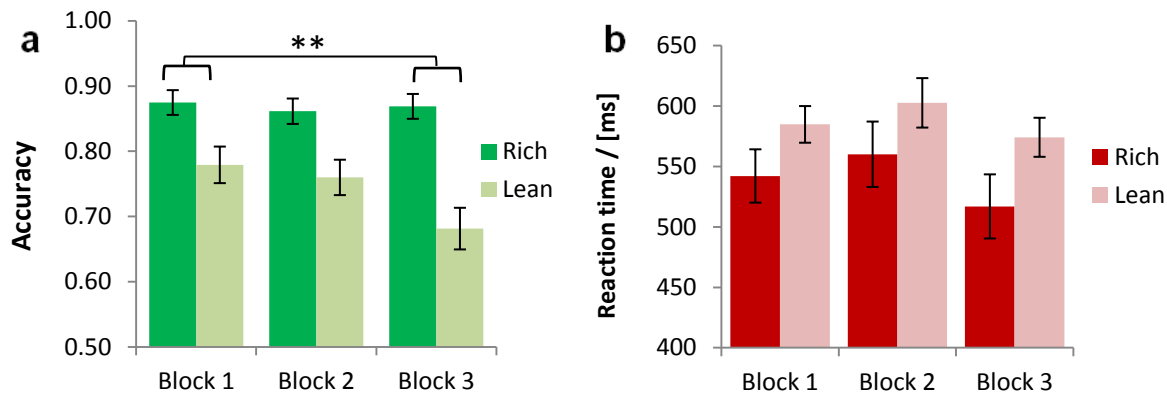 a
**
Accuracy
1.00
0.90
0.80
0.70
0.60
0.50
Block 1 Block 2 Block 3
Rich
Lean
b
Reaction time / [ms]
650
600
550
500
450
400
Block 1 Block 2 Block 3
Rich
Lean